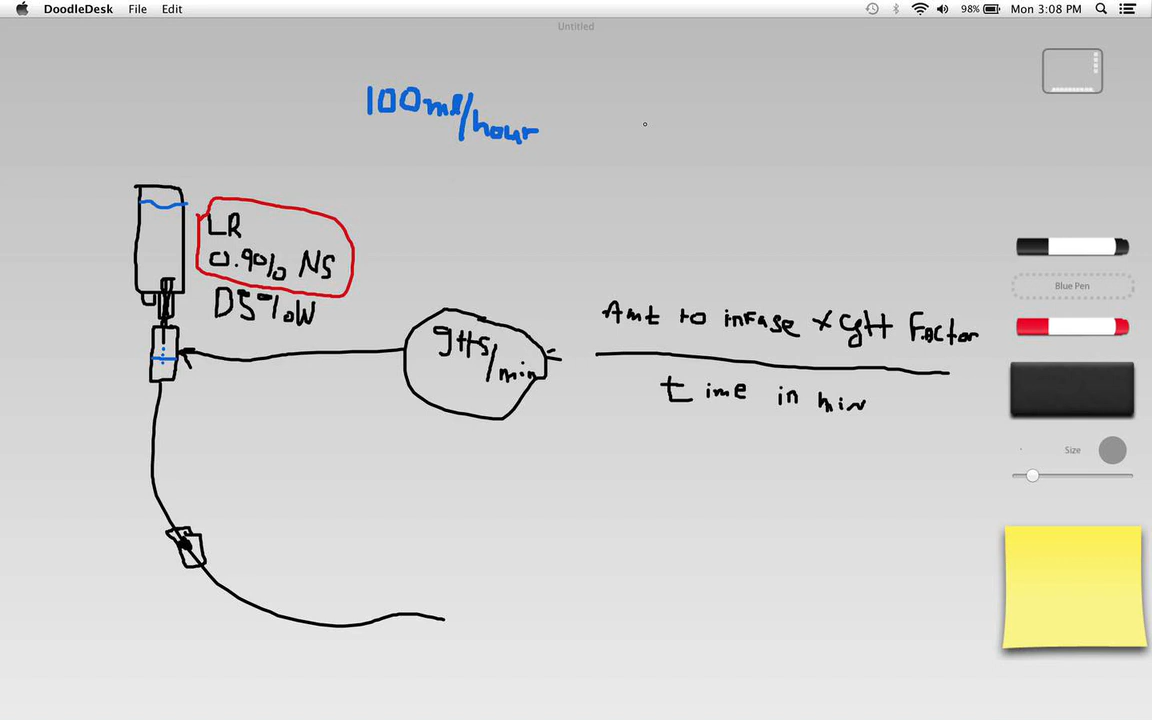 DoodleDesk File Edit 98% Mon 3:08 PM
Untitled
100ml/hour
LR
0.9% NS
D5%W
gtts/min
Amt to infase x gtt Factor
time in min
Blue Pen
Size